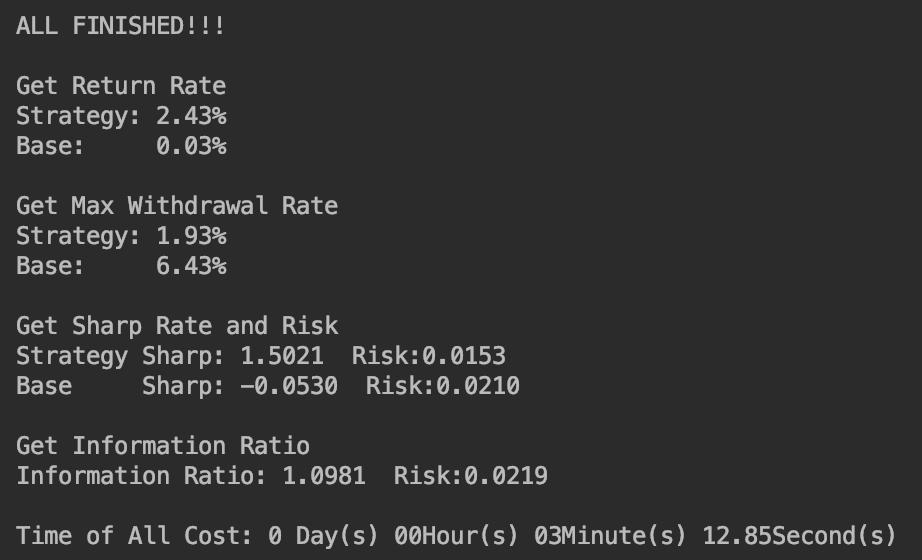 ALL FINISHED!!!
Get Return Rate
Strategy: 2.43%
Base:     0.03%
Get Max Withdrawal Rate
Strategy: 1.93%
Base:     6.43%
Get Sharp Rate and Risk
Strategy Sharp: 1.5021  Risk:0.0153
Base     Sharp: -0.0530  Risk:0.0210
Get Information Ratio
Information Ratio: 1.0981  Risk:0.0219
Time of All Cost: 0 Day(s) 00Hour(s) 03Minute(s) 12.85Second(s)